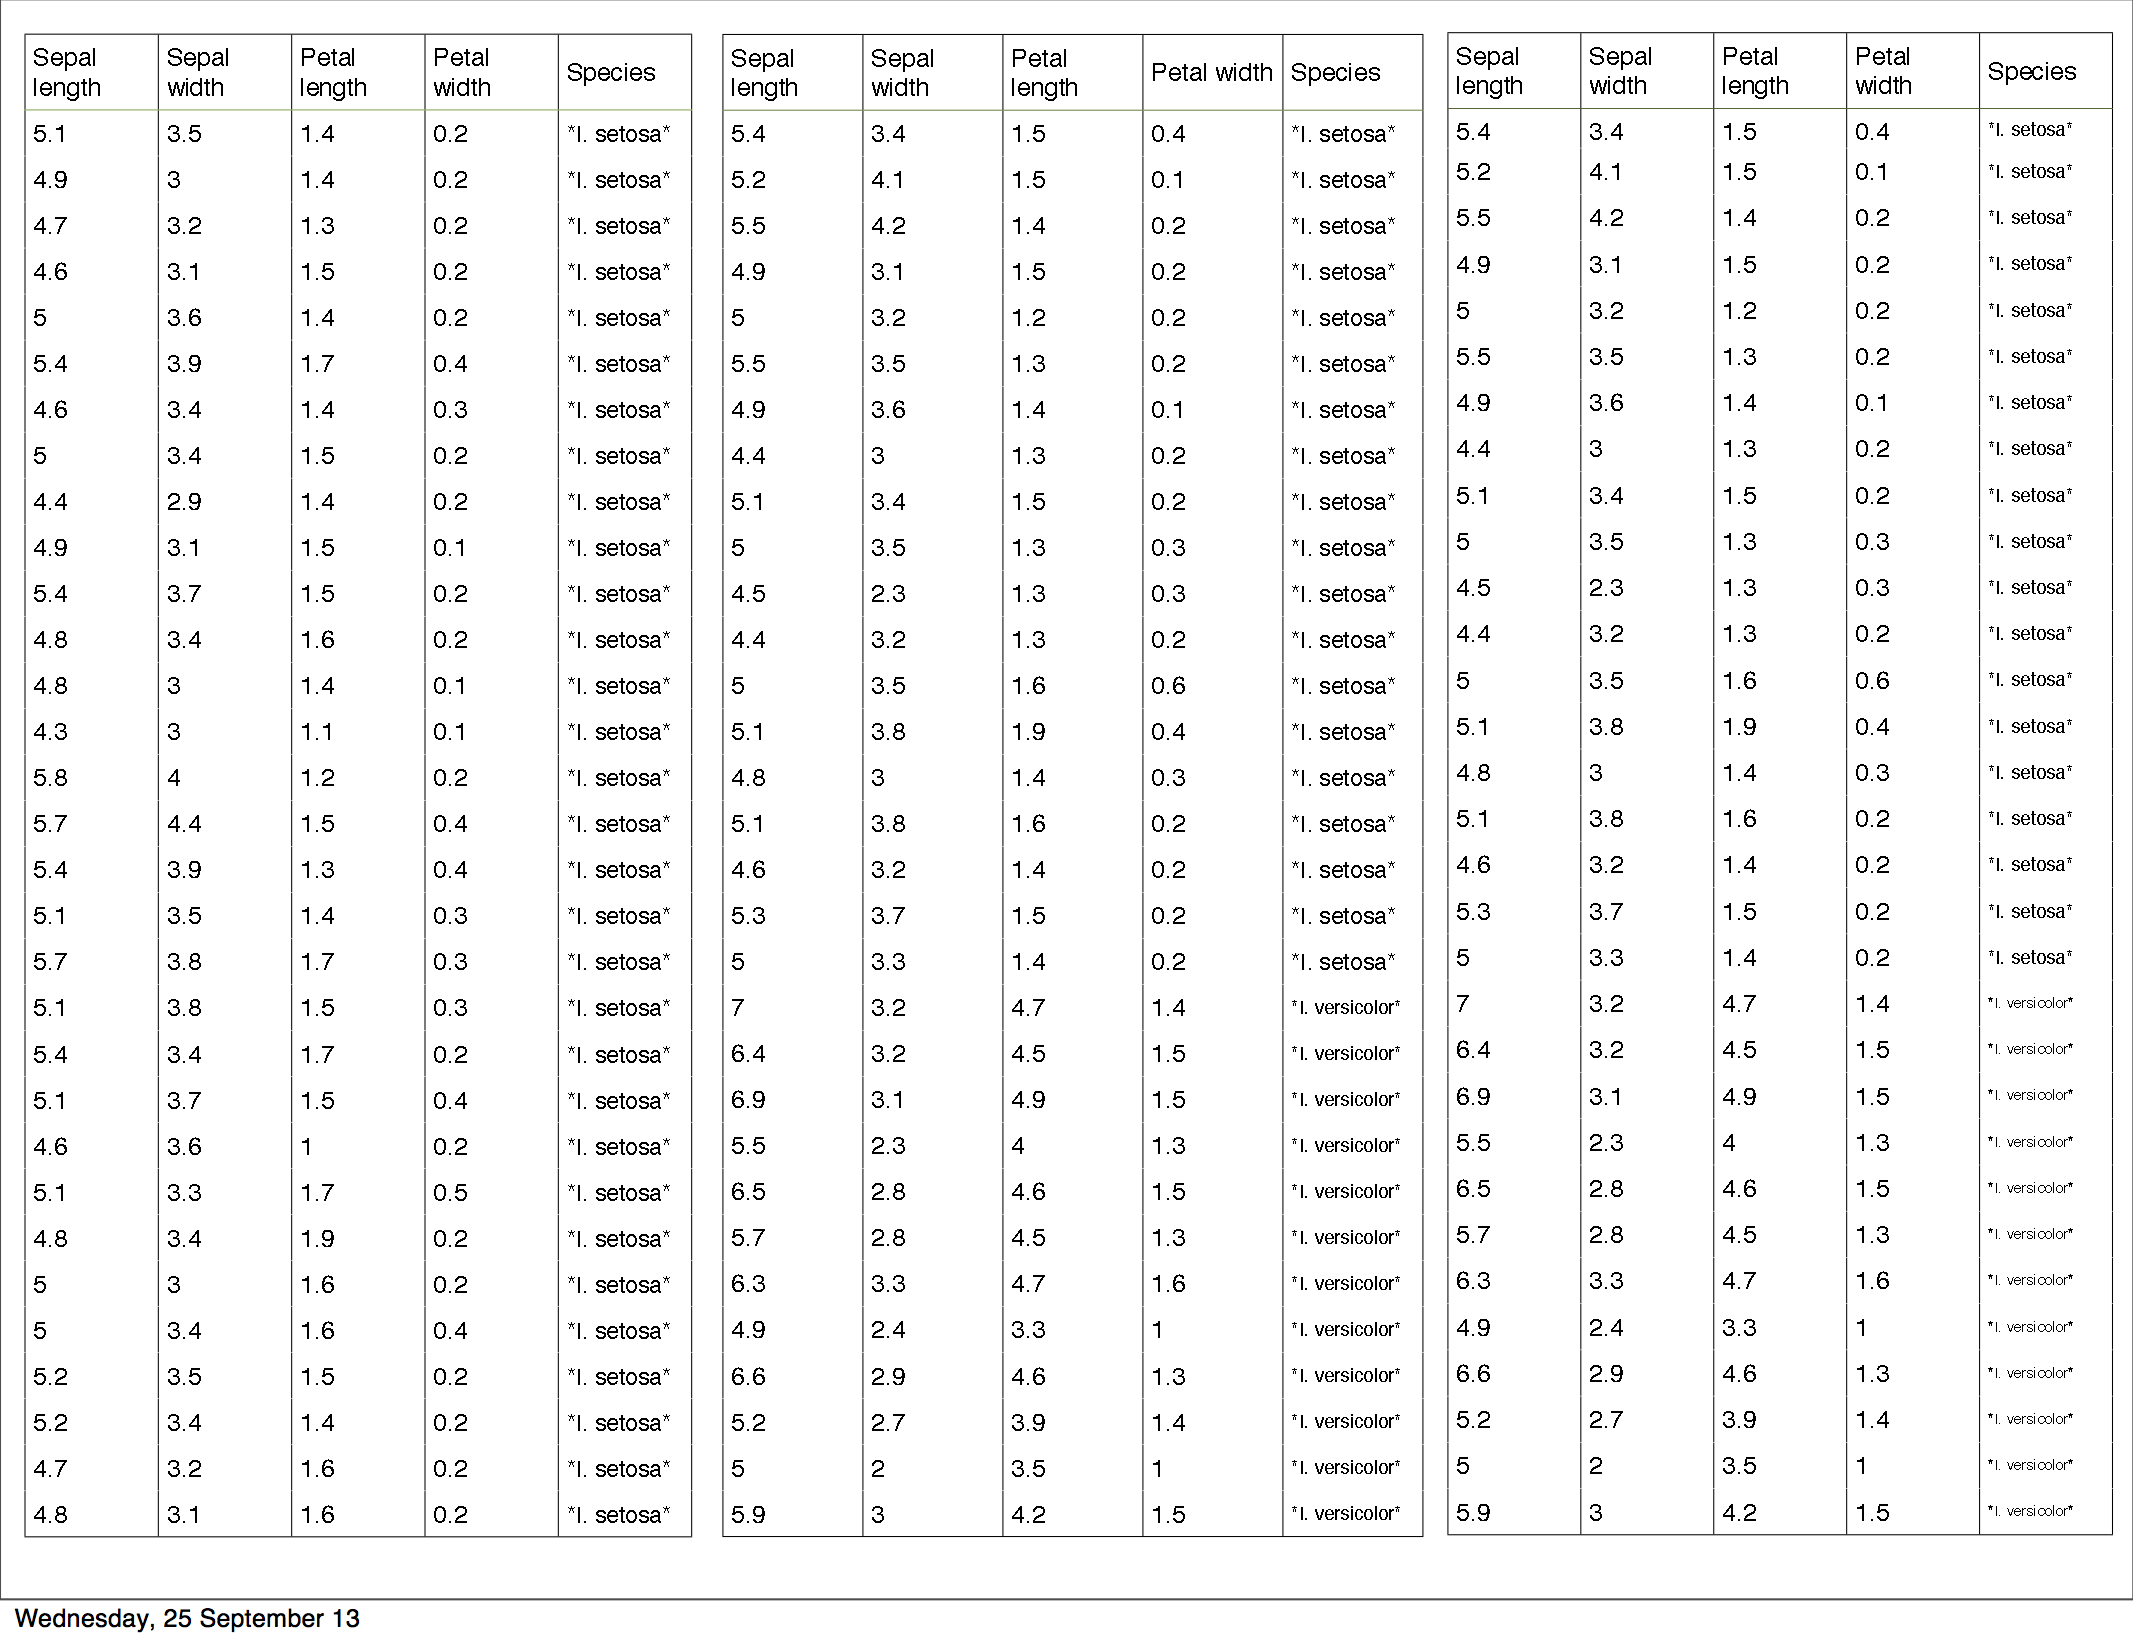 Sepal length Sepal width Petal length Petal width Species
5.1 3.5 1.4 0.2 *I. setosa*
4.9 3 1.4 0.2 *I. setosa*
4.7 3.2 1.3 0.2 *I. setosa*
4.6 3.1 1.5 0.2 *I. setosa*
5 3.6 1.4 0.2 *I. setosa*
5.4 3.9 1.7 0.4 *I. setosa*
4.6 3.4 1.4 0.3 *I. setosa*
5 3.4 1.5 0.2 *I. setosa*
4.4 2.9 1.4 0.2 *I. setosa*
4.9 3.1 1.5 0.1 *I. setosa*
5.4 3.7 1.5 0.2 *I. setosa*
4.8 3.4 1.6 0.2 *I. setosa*
4.8 3 1.4 0.1 *I. setosa*
4.3 3 1.1 0.1 *I. setosa*
5.8 4 1.2 0.2 *I. setosa*
5.7 4.4 1.5 0.4 *I. setosa*
5.4 3.9 1.3 0.4 *I. setosa*
5.1 3.5 1.4 0.3 *I. setosa*
5.7 3.8 1.7 0.3 *I. setosa*
5.1 3.8 1.5 0.3 *I. setosa*
5.4 3.4 1.7 0.2 *I. setosa*
5.1 3.7 1.5 0.4 *I. setosa*
4.6 3.6 1 0.2 *I. setosa*
5.1 3.3 1.7 0.5 *I. setosa*
4.8 3.4 1.9 0.2 *I. setosa*
5 3 1.6 0.2 *I. setosa*
5 3.4 1.6 0.4 *I. setosa*
5.2 3.5 1.5 0.2 *I. setosa*
5.2 3.4 1.4 0.2 *I. setosa*
4.7 3.2 1.6 0.2 *I. setosa*
4.8 3.1 1.6 0.2 *I. setosa*
Sepal length Sepal width Petal length Petal width Species
5.4 3.4 1.5 0.4 *I. setosa*
5.2 4.1 1.5 0.1 *I. setosa*
5.5 4.2 1.4 0.2 *I. setosa*
4.9 3.1 1.5 0.2 *I. setosa*
5 3.2 1.2 0.2 *I. setosa*
5.5 3.5 1.3 0.2 *I. setosa*
4.9 3.6 1.4 0.1 *I. setosa*
4.4 3 1.3 0.2 *I. setosa*
5.1 3.4 1.5 0.2 *I. setosa*
5 3.5 1.3 0.3 *I. setosa*
4.5 2.3 1.3 0.3 *I. setosa*
4.4 3.2 1.3 0.2 *I. setosa*
5 3.5 1.6 0.6 *I. setosa*
5.1 3.8 1.9 0.4 *I. setosa*
4.8 3 1.4 0.3 *I. setosa*
5.1 3.8 1.6 0.2 *I. setosa*
4.6 3.2 1.4 0.2 *I. setosa*
5.3 3.7 1.5 0.2 *I. setosa*
5 3.3 1.4 0.2 *I. setosa*
7 3.2 4.7 1.4 *I. versicolor*
6.4 3.2 4.5 1.5 *I. versicolor*
6.9 3.1 4.9 1.5 *I. versicolor*
5.5 2.3 4 1.3 *I. versicolor*
6.5 2.8 4.6 1.5 *I. versicolor*
5.7 2.8 4.5 1.3 *I. versicolor*
6.3 3.3 4.7 1.6 *I. versicolor*
4.9 2.4 3.3 1 *I. versicolor*
6.6 2.9 4.6 1.3 *I. versicolor*
5.2 2.7 3.9 1.4 *I. versicolor*
5 2 3.5 1 *I. versicolor*
5.9 3 4.2 1.5 *I. versicolor*
Sepal length Sepal width Petal length Petal width Species
5.4 3.4 1.5 0.4 *I. setosa*
5.2 4.1 1.5 0.1 *I. setosa*
5.5 4.2 1.4 0.2 *I. setosa*
4.9 3.1 1.5 0.2 *I. setosa*
5 3.2 1.2 0.2 *I. setosa*
5.5 3.5 1.3 0.2 *I. setosa*
4.9 3.6 1.4 0.1 *I. setosa*
4.4 3 1.3 0.2 *I. setosa*
5.1 3.4 1.5 0.2 *I. setosa*
5 3.5 1.3 0.3 *I. setosa*
4.5 2.3 1.3 0.3 *I. setosa*
4.4 3.2 1.3 0.2 *I. setosa*
5 3.5 1.6 0.6 *I. setosa*
5.1 3.8 1.9 0.4 *I. setosa*
4.8 3 1.4 0.3 *I. setosa*
5.1 3.8 1.6 0.2 *I. setosa*
4.6 3.2 1.4 0.2 *I. setosa*
5.3 3.7 1.5 0.2 *I. setosa*
5 3.3 1.4 0.2 *I. setosa*
7 3.2 4.7 1.4 *I. versicolor*
6.4 3.2 4.5 1.5 *I. versicolor*
6.9 3.1 4.9 1.5 *I. versicolor*
5.5 2.3 4 1.3 *I. versicolor*
6.5 2.8 4.6 1.5 *I. versicolor*
5.7 2.8 4.5 1.3 *I. versicolor*
6.3 3.3 4.7 1.6 *I. versicolor*
4.9 2.4 3.3 1 *I. versicolor*
6.6 2.9 4.6 1.3 *I. versicolor*
5.2 2.7 3.9 1.4 *I. versicolor*
5 2 3.5 1 *I. versicolor*
5.9 3 4.2 1.5 *I. versicolor*
Wednesday, 25 September 13